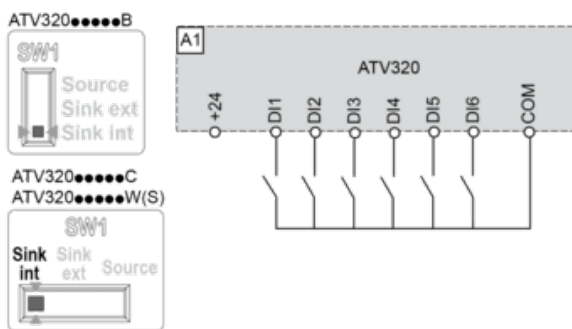 ATV320●●●●●B
SW1
Source
Sink ext
Sink int
ATV320●●●●●C
ATV320●●●●●W(S)
SW1
Sink int
Sink ext
Source
A1
ATV320
+24
DI1
DI2
DI3
DI4
DI5
DI6
COM